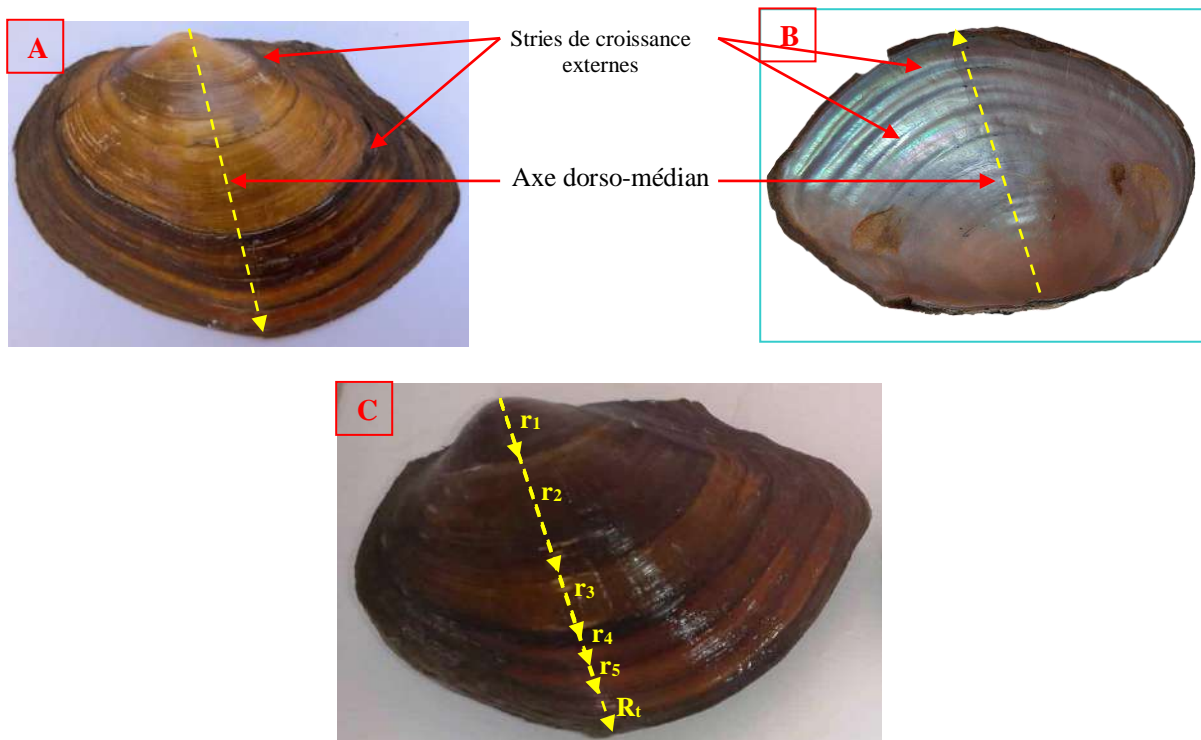 A
Stries de croissance
externes
B
Axe dorso-médian
C
r1
r2
r3
r4
r5
Rt